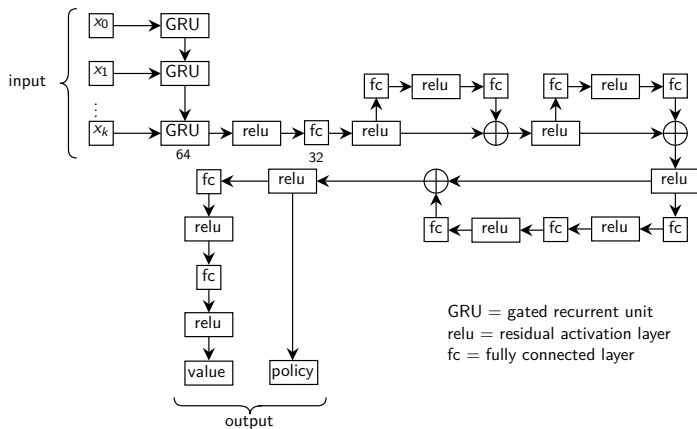 x0 GRU
input
x1 GRU
fc relu fc fc relu fc
⋮
xk GRU relu fc relu relu
64 32
fc relu relu
relu fc relu fc relu fc
fc
GRU = gated recurrent unit
relu relu = residual activation layer
fc = fully connected layer
value policy
output